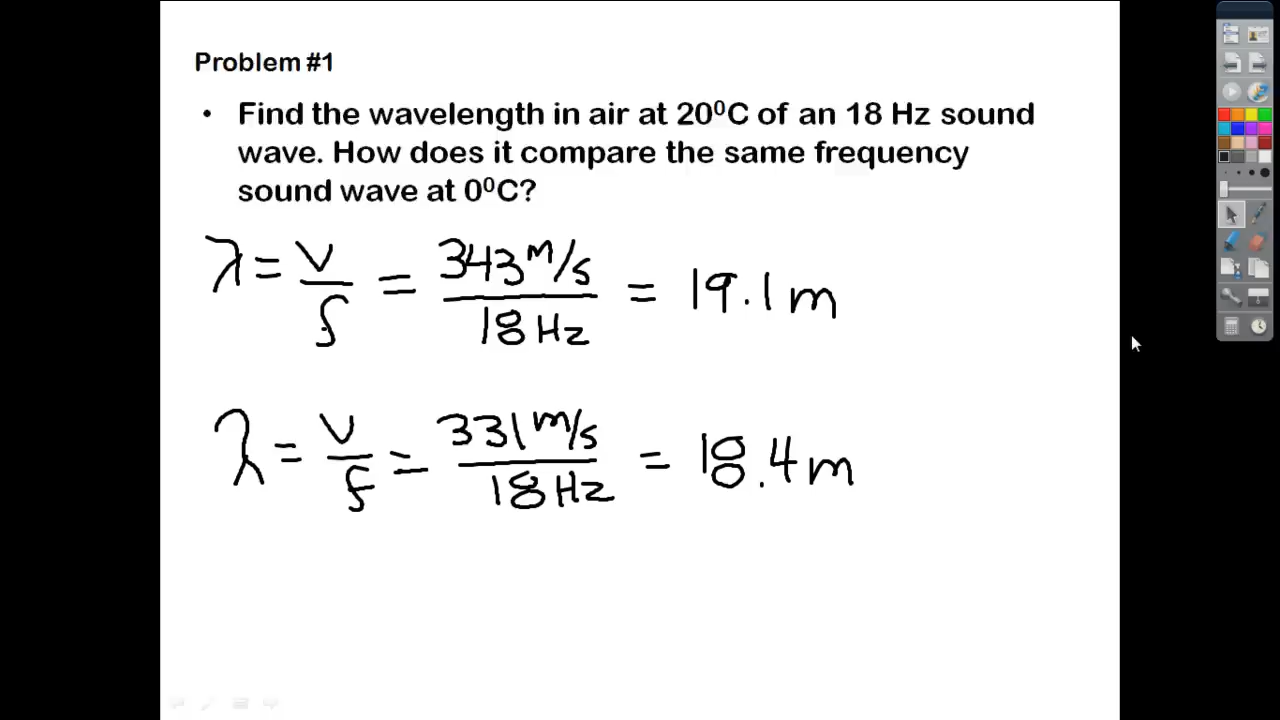 Problem #1
• Find the wavelength in air at 20⁰C of an 18 Hz sound
wave. How does it compare the same frequency
sound wave at 0⁰C?
λ = v/f = 343 m/s / 18 Hz = 19.1 m
λ = v/f = 331 m/s / 18 Hz = 18.4 m